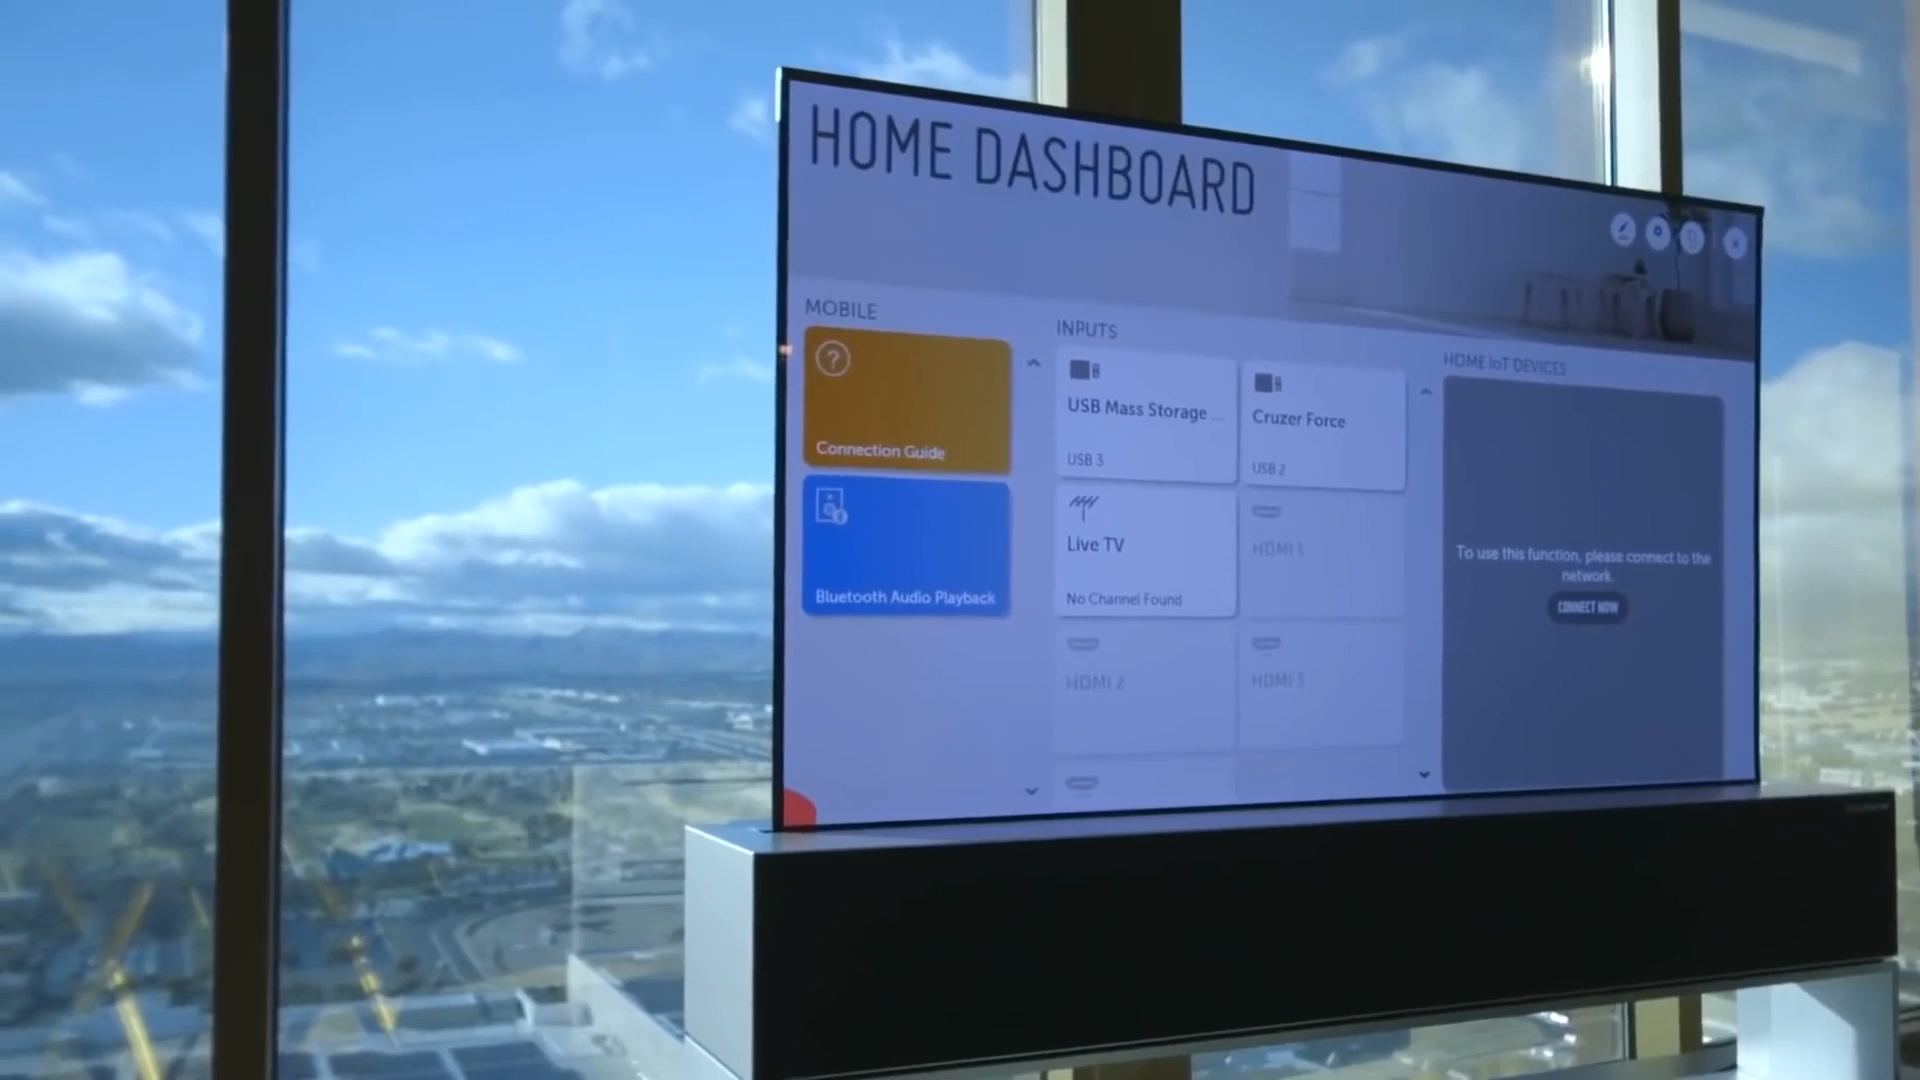 HOME DASHBOARD
MOBILE
Connection Guide
Bluetooth Audio Playback
INPUTS
USB Mass Storage ...
USB 3
Cruzer Force
USB 2
Live TV
No Channel Found
HDMI 1
HDMI 2
HDMI 3
HOME IoT DEVICES
To use this function, please connect to the
network.
CONNECT NOW